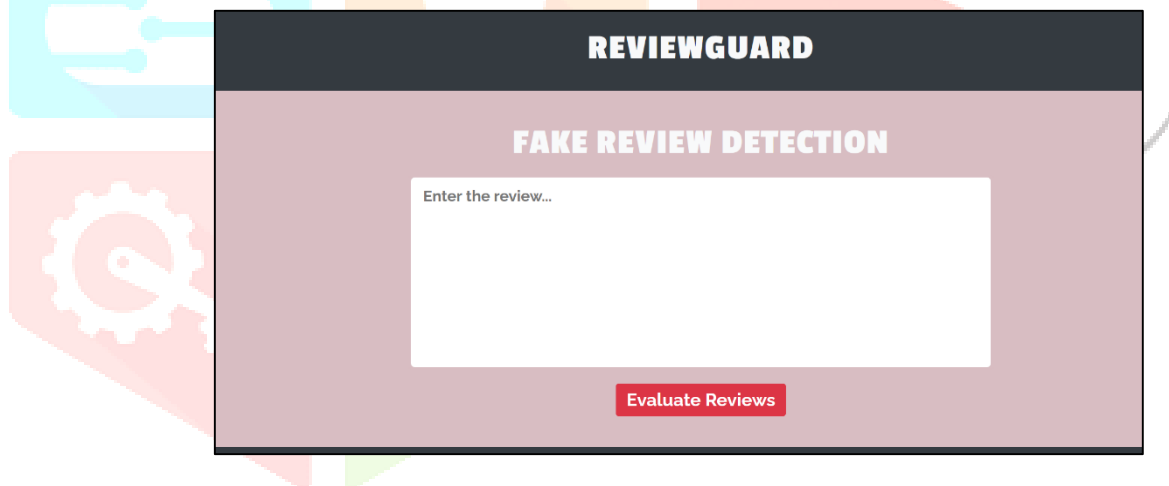 REVIEWGUARD
FAKE REVIEW DETECTION
Enter the review...
Evaluate Reviews